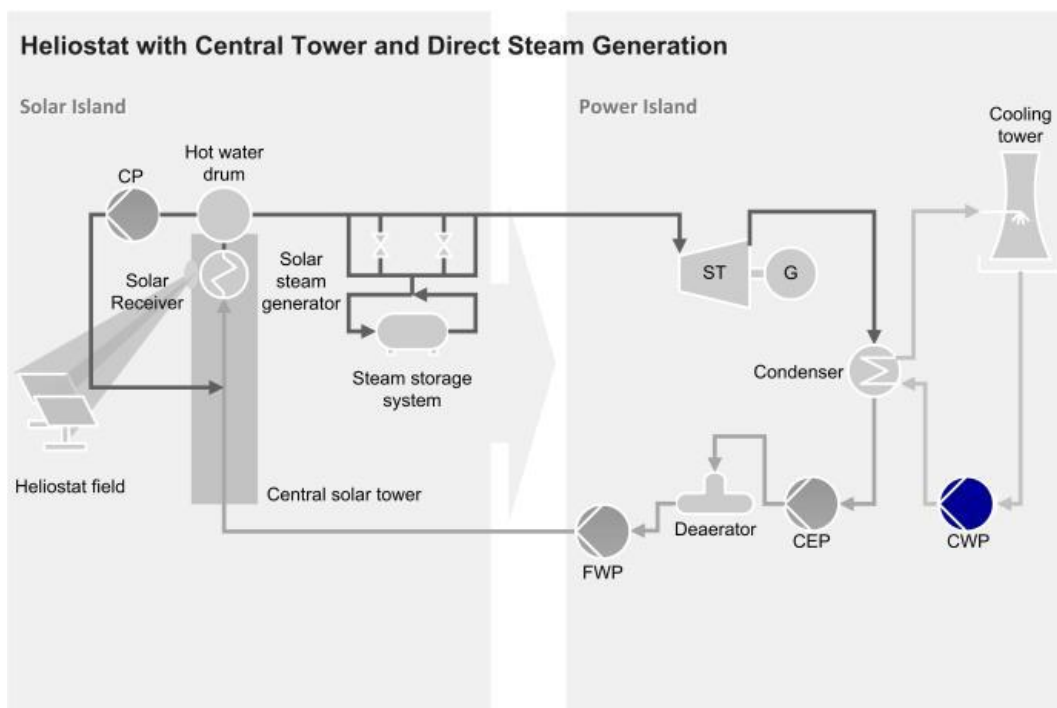 Heliostat with Central Tower and Direct Steam Generation
Solar Island
Power Island
Cooling
tower
Hot water
drum
CP
Solar
Receiver
Solar
steam
generator
ST
G
Steam storage
system
Condenser
Heliostat field
Central solar tower
Deaerator
CEP
CWP
FWP